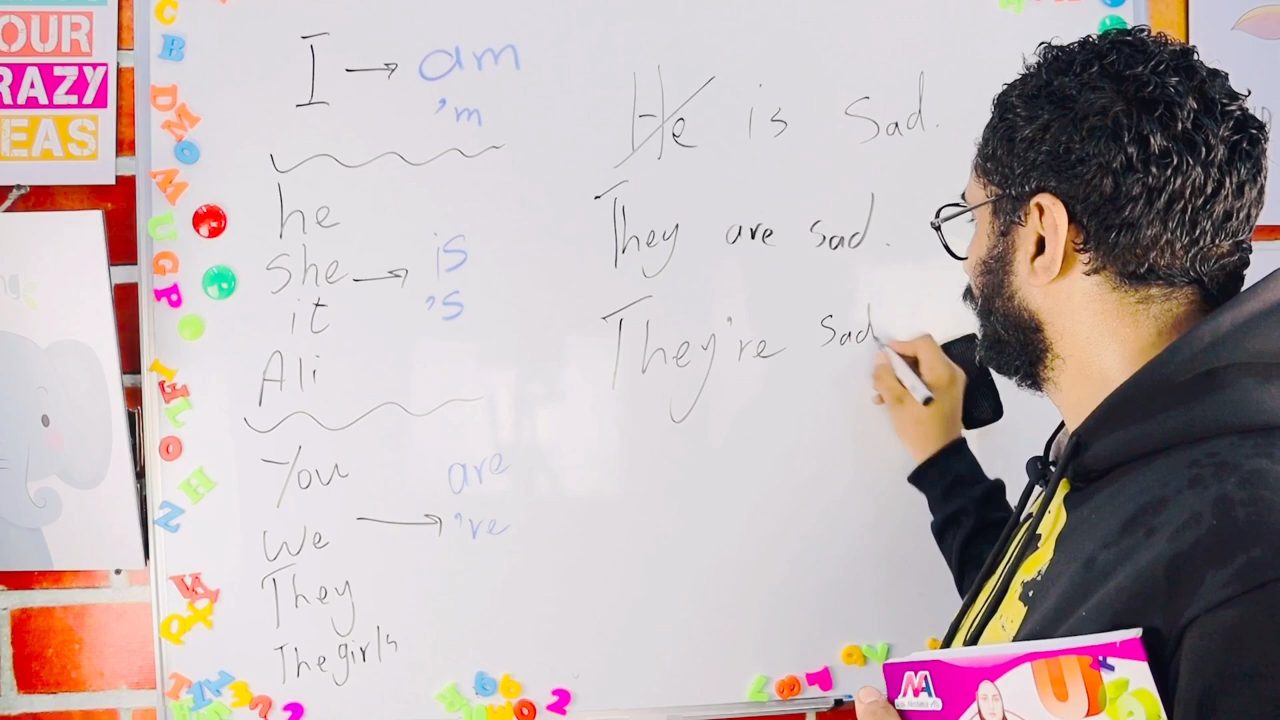 OUR
RAZY
EAS
I → am
'm
he
she → is
it
's
Ali
You
are
We → 're
They
The girls
He is sad.
They are sad.
They're sad